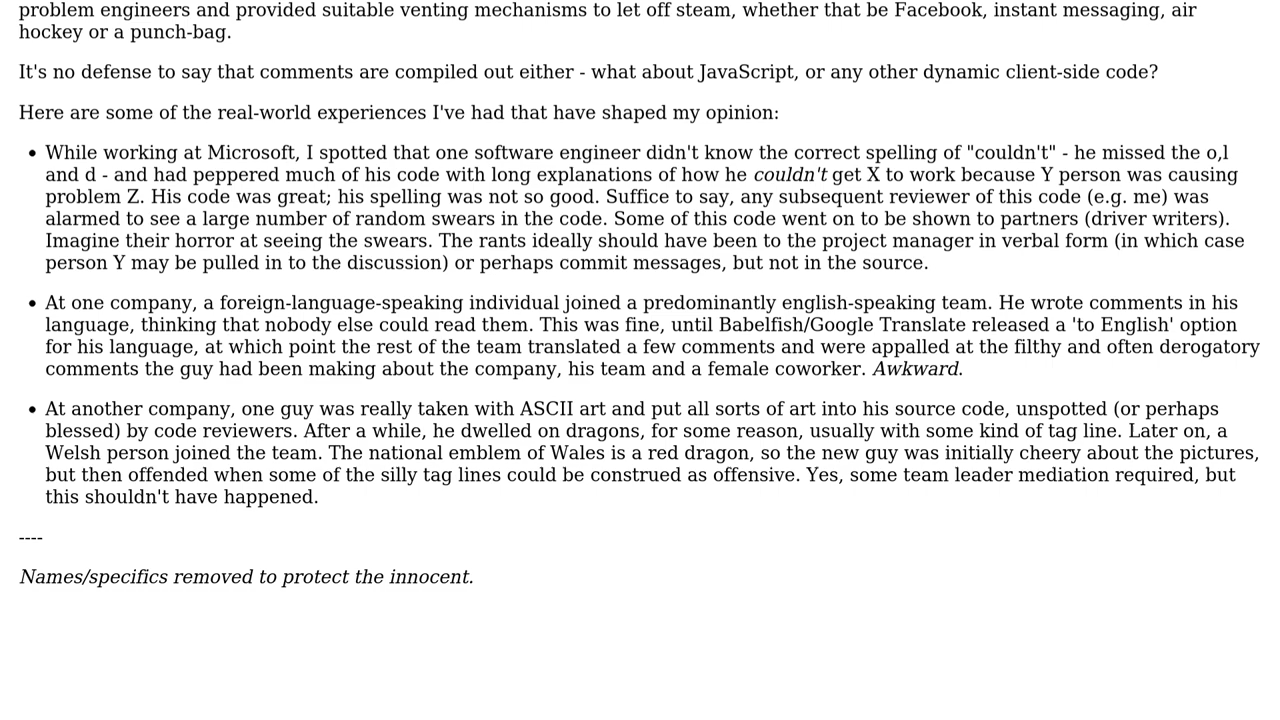 problem engineers and provided suitable venting mechanisms to let off steam, whether that be Facebook, instant messaging, air
hockey or a punch-bag.
It's no defense to say that comments are compiled out either - what about JavaScript, or any other dynamic client-side code?
Here are some of the real-world experiences I've had that have shaped my opinion:
• While working at Microsoft, I spotted that one software engineer didn't know the correct spelling of "couldn't" - he missed the o,l
and d - and had peppered much of his code with long explanations of how he couldn't get X to work because Y person was causing
problem Z. His code was great; his spelling was not so good. Suffice to say, any subsequent reviewer of this code (e.g. me) was
alarmed to see a large number of random swears in the code. Some of this code went on to be shown to partners (driver writers).
Imagine their horror at seeing the swears. The rants ideally should have been to the project manager in verbal form (in which case
person Y may be pulled in to the discussion) or perhaps commit messages, but not in the source.
• At one company, a foreign-language-speaking individual joined a predominantly english-speaking team. He wrote comments in his
language, thinking that nobody else could read them. This was fine, until Babelfish/Google Translate released a 'to English' option
for his language, at which point the rest of the team translated a few comments and were appalled at the filthy and often derogatory
comments the guy had been making about the company, his team and a female coworker. Awkward.
• At another company, one guy was really taken with ASCII art and put all sorts of art into his source code, unspotted (or perhaps
blessed) by code reviewers. After a while, he dwelled on dragons, for some reason, usually with some kind of tag line. Later on, a
Welsh person joined the team. The national emblem of Wales is a red dragon, so the new guy was initially cheery about the pictures,
but then offended when some of the silly tag lines could be construed as offensive. Yes, some team leader mediation required, but
this shouldn't have happened.
----
Names/specifics removed to protect the innocent.